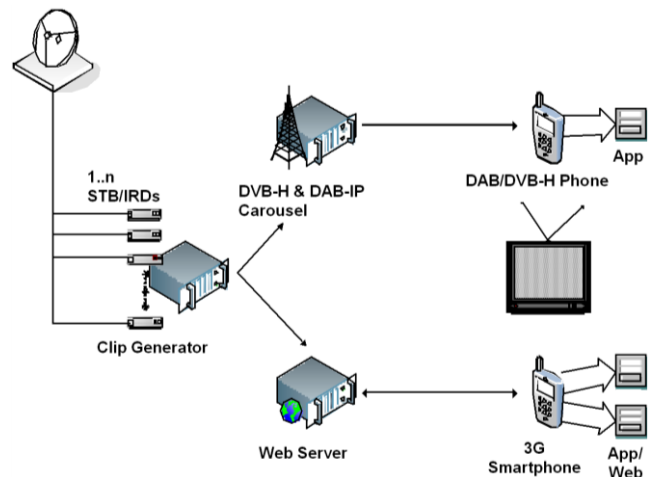 1..n
STB/IRDs
Clip Generator
DVB-H & DAB-IP
Carousel
DAB/DVB-H Phone
App
Web Server
3G
Smartphone
App/
Web